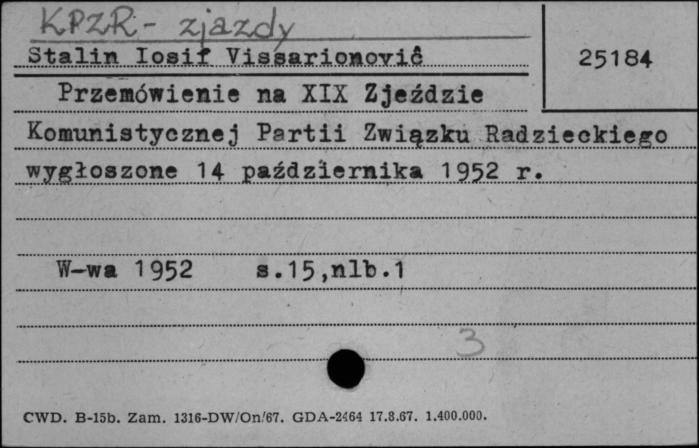 KPZR - zjazdy
Stalin Iosif Vissarionovič
25184
Przemówienie na XIX Zjeździe
Komunistycznej Partii Związku Radzieckiego
wygłoszone 14 października 1952 r.
W-wa 1952 s.15,nlb.1
3
CWD. B-15b. Zam. 1316-DW/On/67. GDA-2464 17.8.67. 1.400.000.